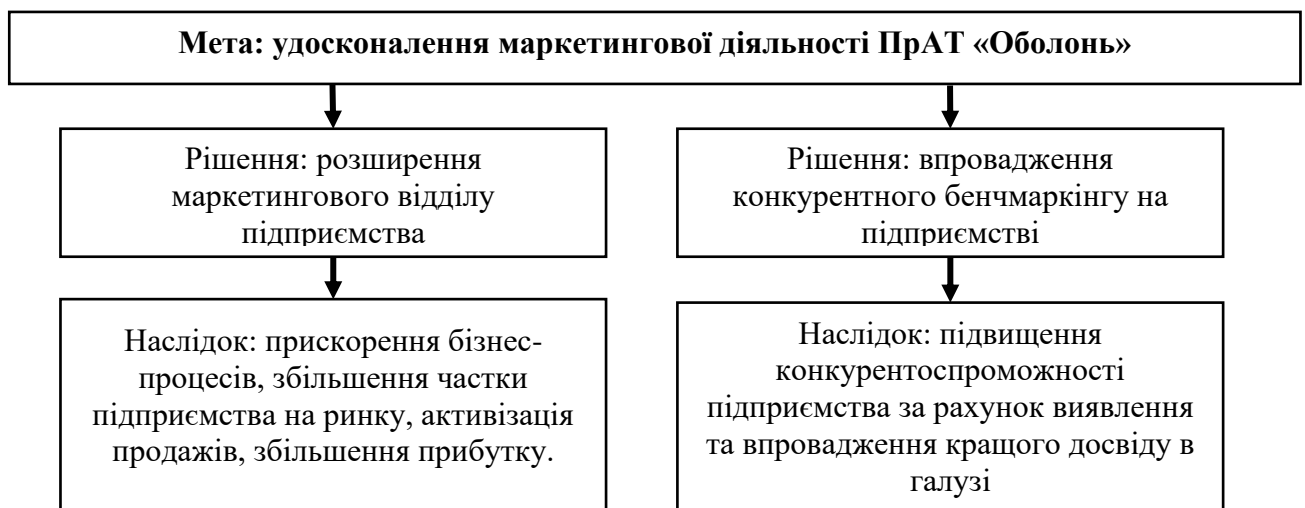 Мета: удосконалення маркетингової діяльності ПрАТ «Оболонь»
Рішення: розширення
маркетингового відділу
підприємства
Рішення: впровадження
конкурентного бенчмаркінгу на
підприємстві
Наслідок: прискорення бізнес-
процесів, збільшення частки
підприємства на ринку, активізація
продажів, збільшення прибутку.
Наслідок: підвищення
конкурентоспроможності
підприємства за рахунок виявлення
та впровадження кращого досвіду в
галузі